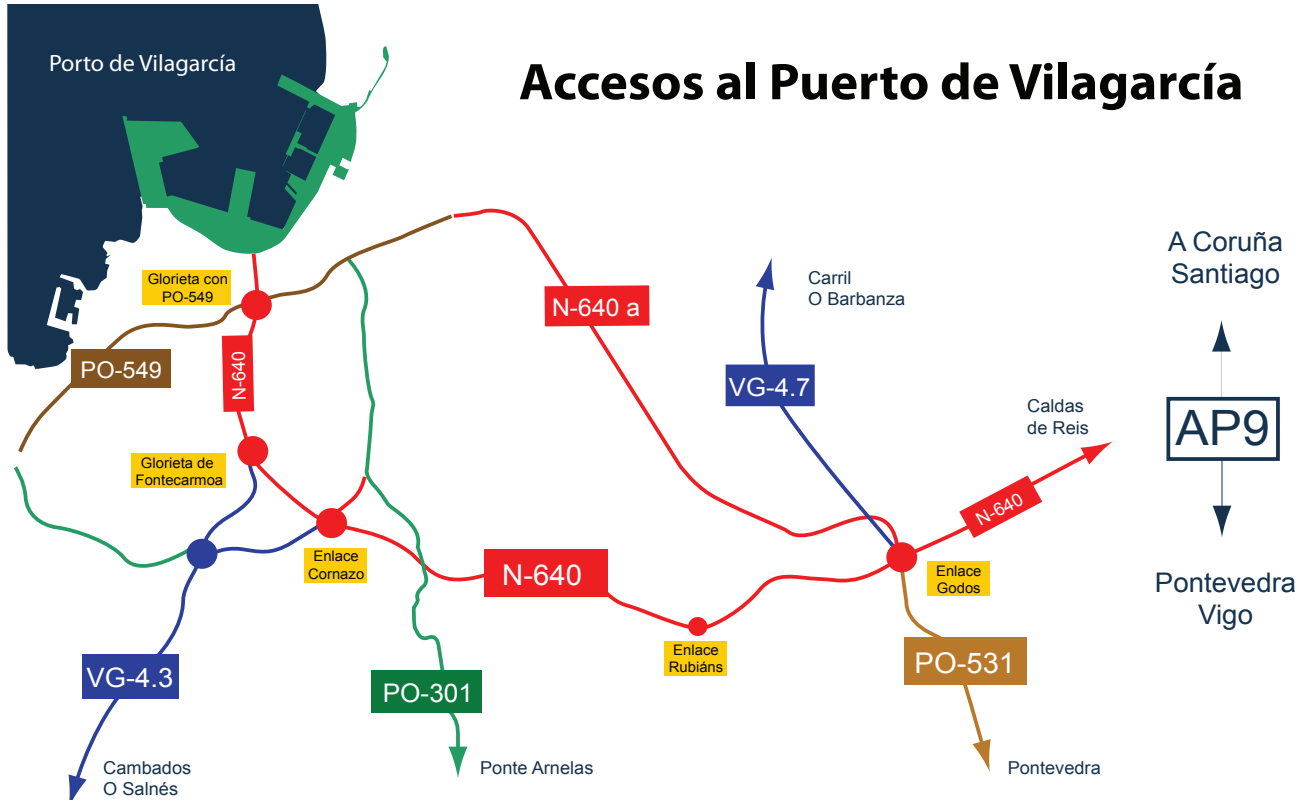 Porto de Vilagarcía
Accesos al Puerto de Vilagarcía
A Coruña
Santiago
Glorieta con
PO-549
Carril
O Barbanza
N-640 a
N-640
PO-549
VG-4.7
Caldas
de Reis
AP9
Glorieta de
Fontecarmoa
N-640
Enlace
Cornazo
N-640
Enlace
Godos
Pontevedra
Vigo
Enlace
Rubiáns
VG-4.3
PO-301
PO-531
Cambados
O Salnés
Ponte Arnelas
Pontevedra